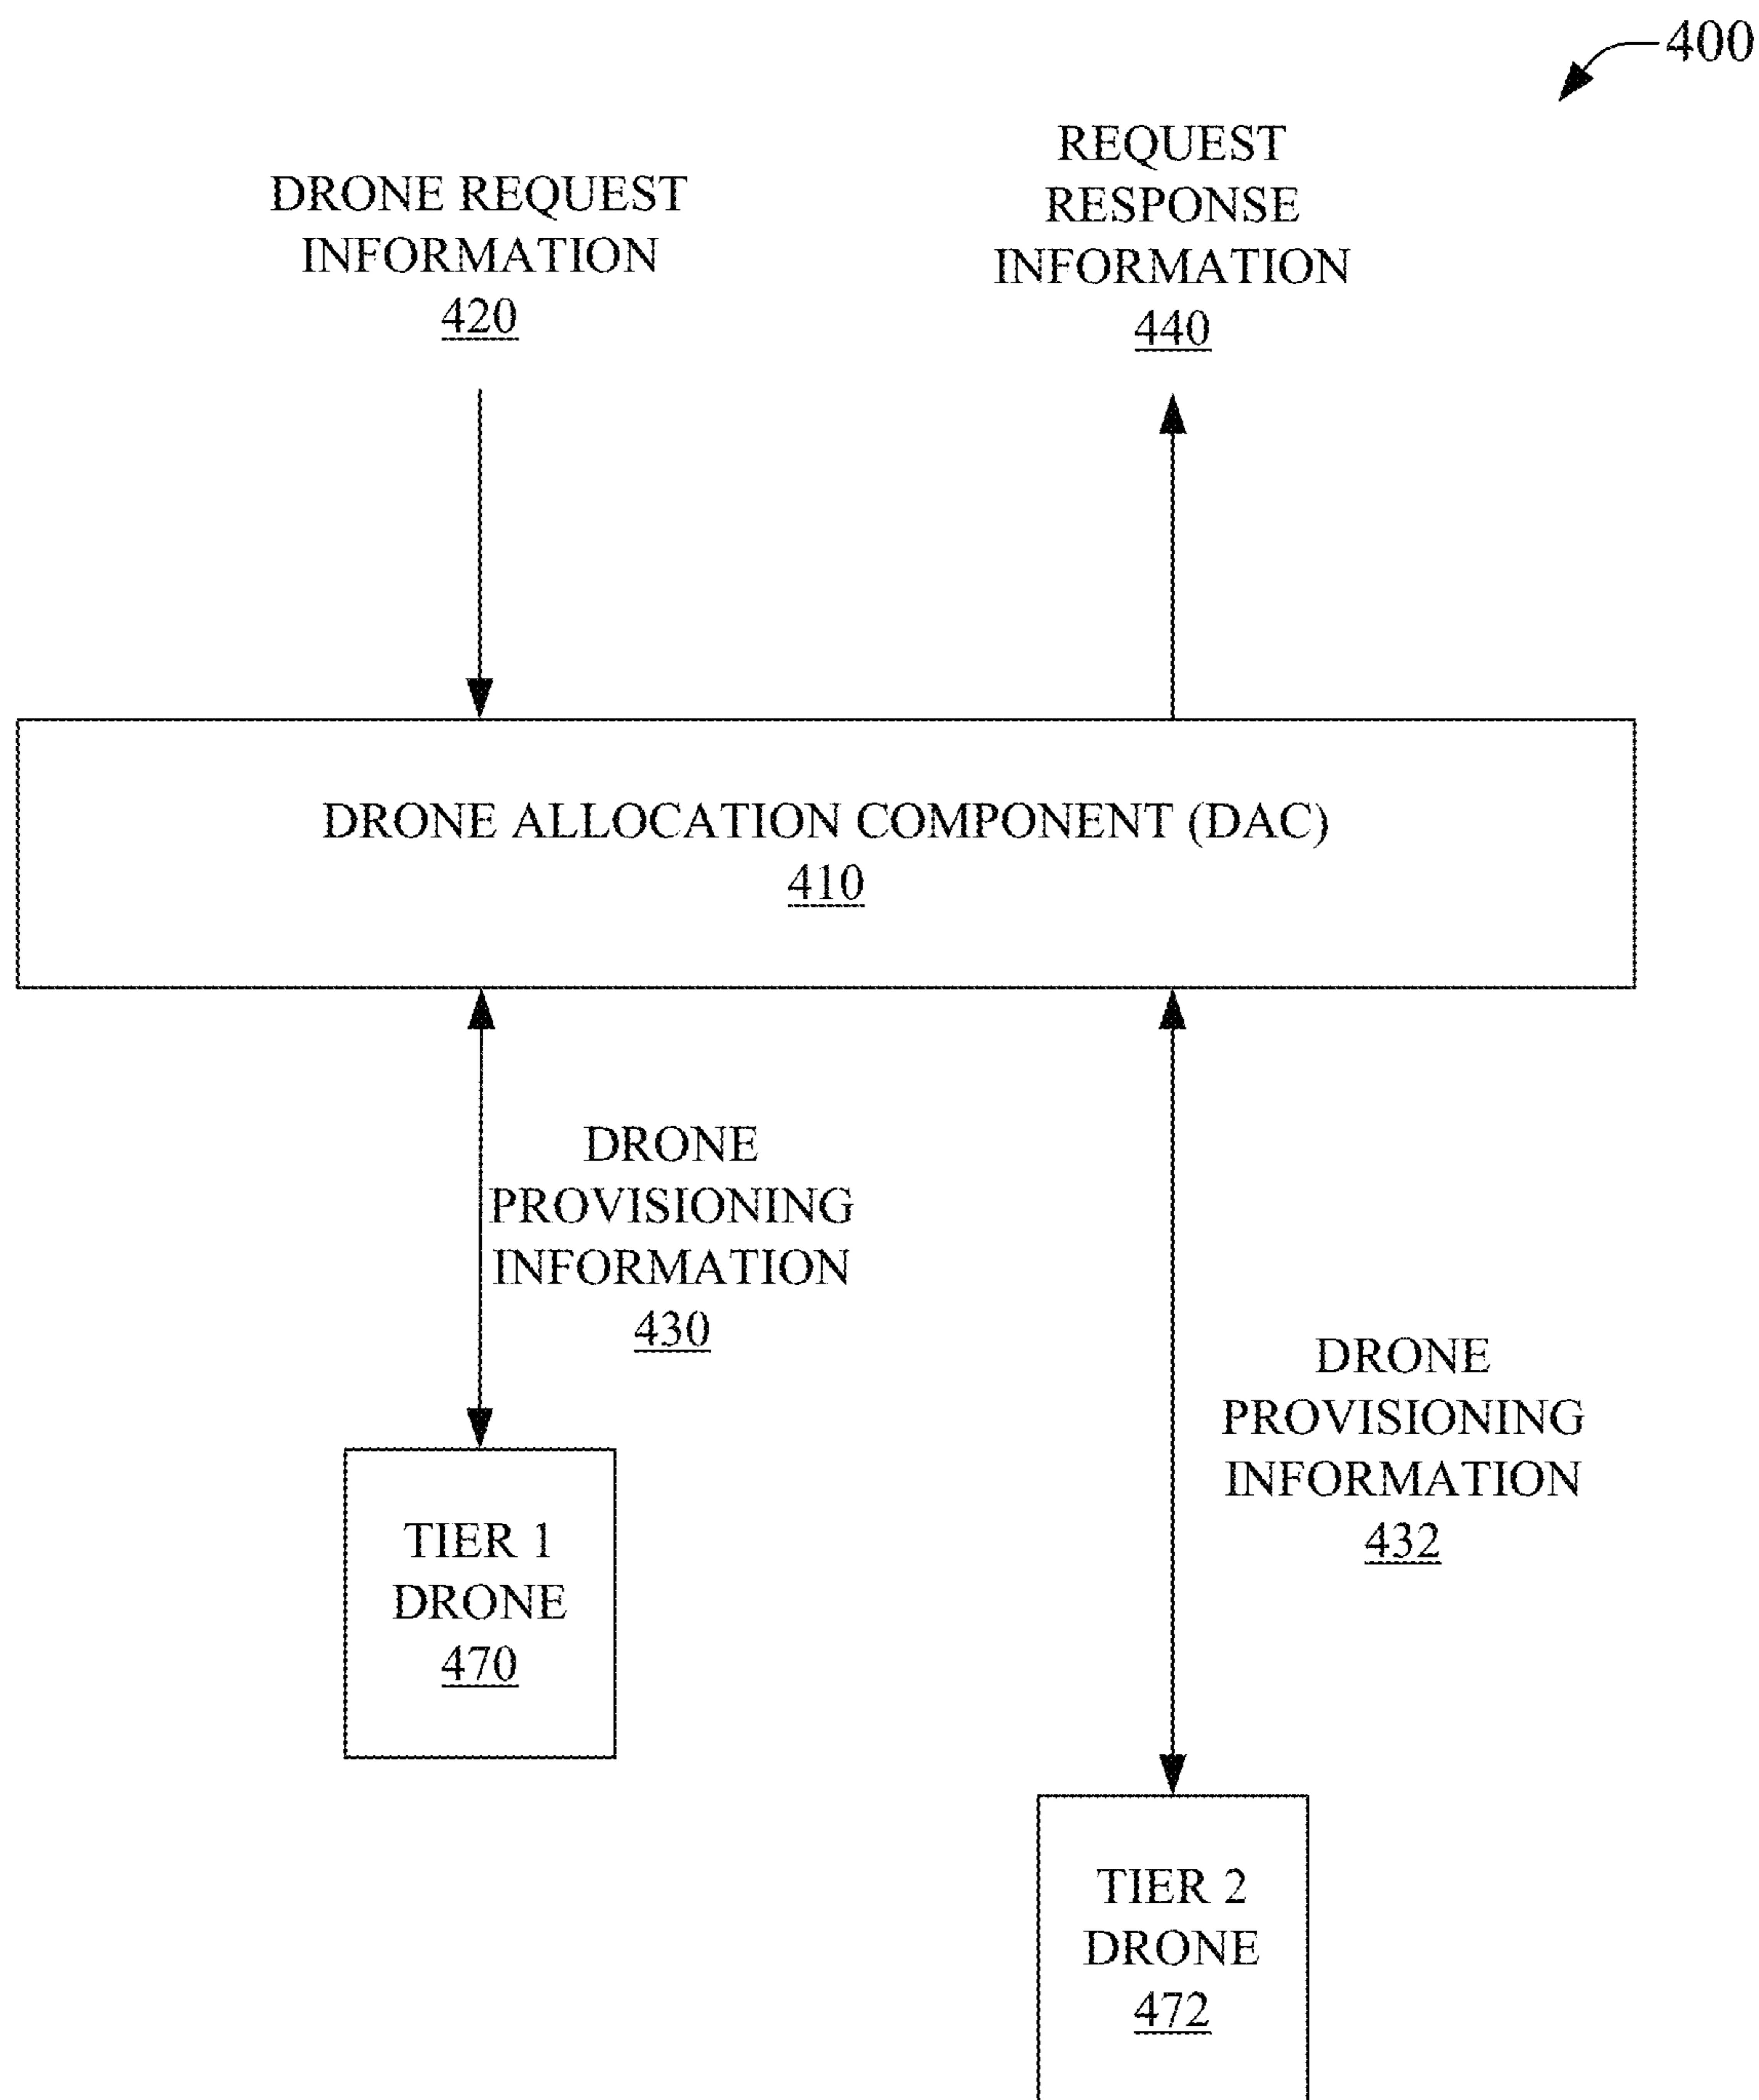 400
DRONE REQUEST
INFORMATION
420
REQUEST
RESPONSE
INFORMATION
440
DRONE ALLOCATION COMPONENT (DAC)
410
DRONE
PROVISIONING
INFORMATION
430
DRONE
PROVISIONING
INFORMATION
432
TIER 1
DRONE
470
TIER 2
DRONE
472